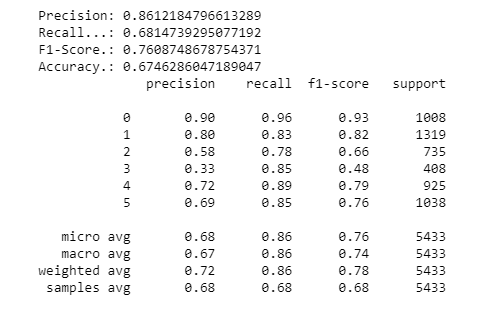 Precision: 0.8612184796613289
Recall...: 0.6814739295077192
F1-Score.: 0.7608748678754371
Accuracy.: 0.6746286047189047
precision recall f1-score support
0 0.90 0.96 0.93 1008
1 0.80 0.83 0.82 1319
2 0.58 0.78 0.66 735
3 0.33 0.85 0.48 408
4 0.72 0.89 0.79 925
5 0.69 0.85 0.76 1038
micro avg 0.68 0.86 0.76 5433
macro avg 0.67 0.86 0.74 5433
weighted avg 0.72 0.86 0.78 5433
samples avg 0.68 0.68 0.68 5433